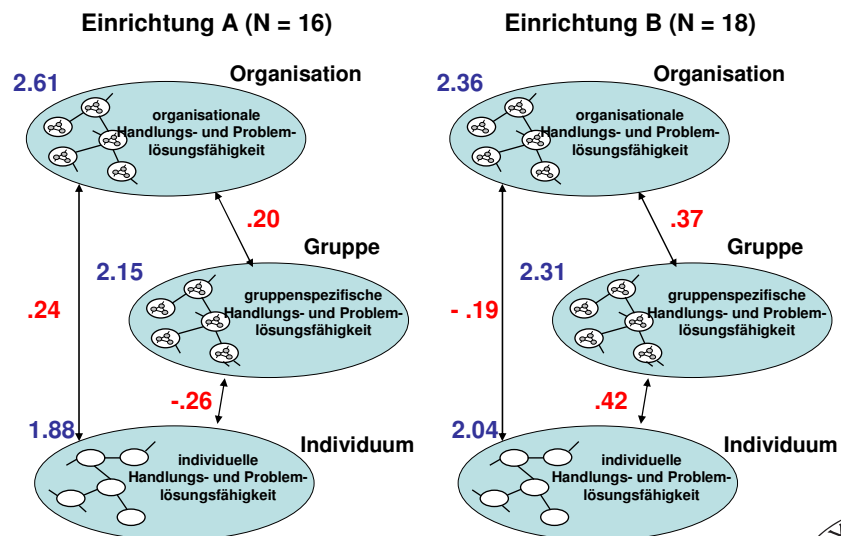 Einrichtung A (N = 16)
2.61
Organisation
organisationale
Handlungs- und Problem-
lösungsfähigkeit
.20
Gruppe
2.15
gruppenspezifische
Handlungs- und Problem-
lösungsfähigkeit
.24
-.26
1.88
Individuum
individuelle
Handlungs- und Problem-
lösungsfähigkeit
Einrichtung B (N = 18)
2.36
Organisation
organisationale
Handlungs- und Problem-
lösungsfähigkeit
.37
Gruppe
2.31
gruppenspezifische
Handlungs- und Problem-
lösungsfähigkeit
- .19
.42
2.04
Individuum
individuelle
Handlungs- und Problem-
lösungsfähigkeit